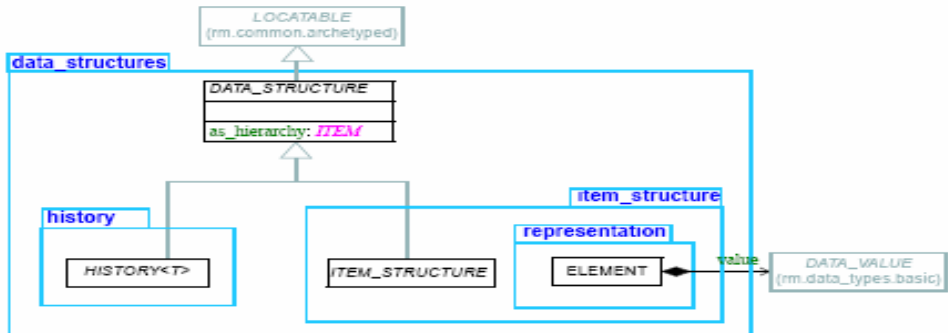 LOCATABLE
(rm.common.archetyped)
data_structures
DATA_STRUCTURE
as_hierarchy: ITEM
item_structure
history
representation
HISTORY<T>
ITEM_STRUCTURE
ELEMENT
value
DATA_VALUE
(rm.data_types.basic)